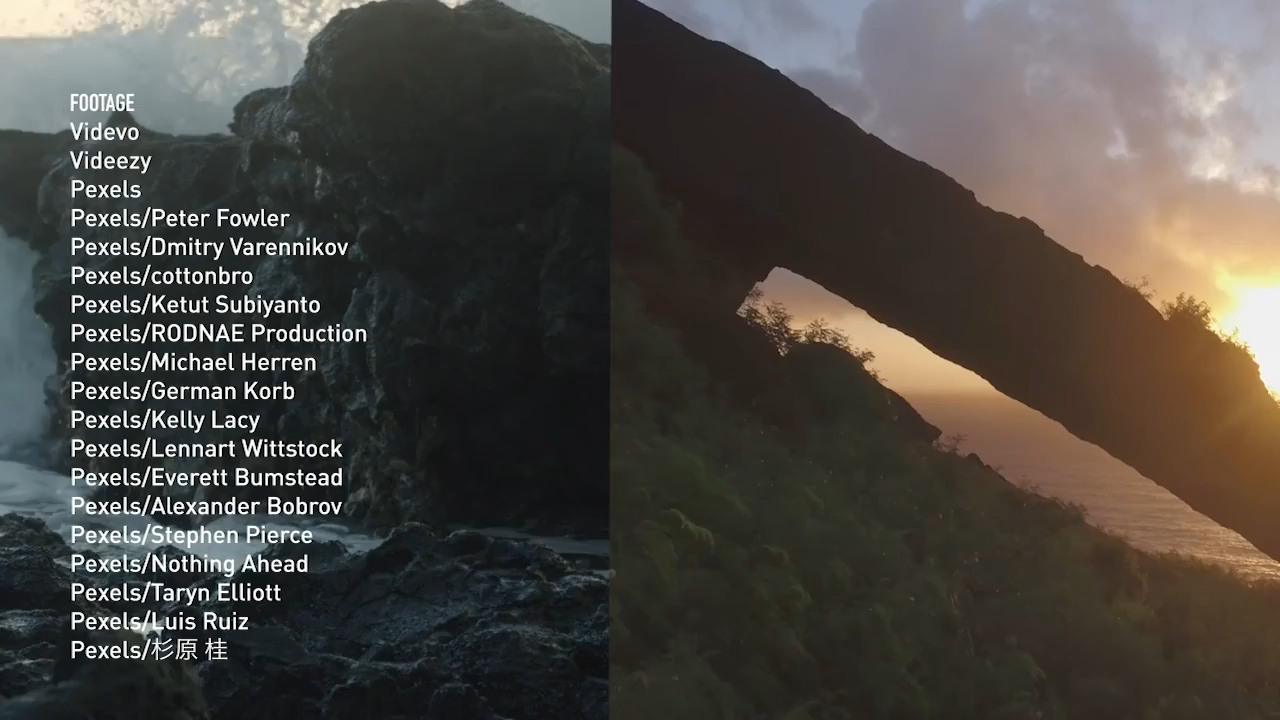 FOOTAGE
Videvo
Videezy
Pexels
Pexels/Peter Fowler
Pexels/Dmitry Varennikov
Pexels/cottonbro
Pexels/Ketut Subiyanto
Pexels/RODNAE Production
Pexels/Michael Herren
Pexels/German Korb
Pexels/Kelly Lacy
Pexels/Lennart Wittstock
Pexels/Everett Bumstead
Pexels/Alexander Bobrov
Pexels/Stephen Pierce
Pexels/Nothing Ahead
Pexels/Taryn Elliott
Pexels/Luis Ruiz
Pexels/杉原 桂